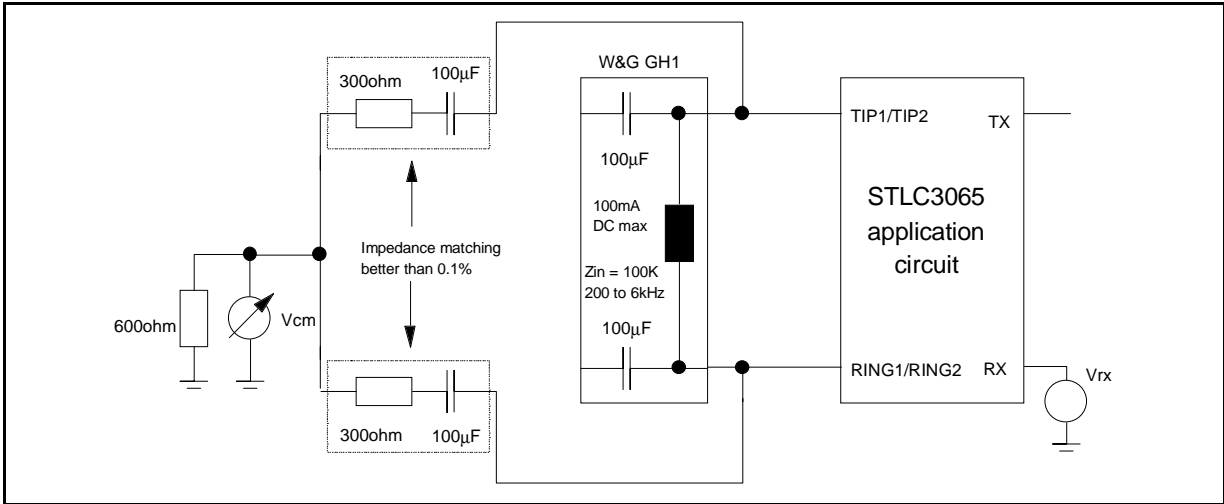 W&G GH1
300ohm
100μF
TIP1/TIP2
TX
100μF
STLC3065
application
circuit
100mA
DC max
Impedance matching
better than 0.1%
Zin = 100K
200 to 6kHz
600ohm
Vcm
100μF
RING1/RING2
RX
Vrx
300ohm
100μF